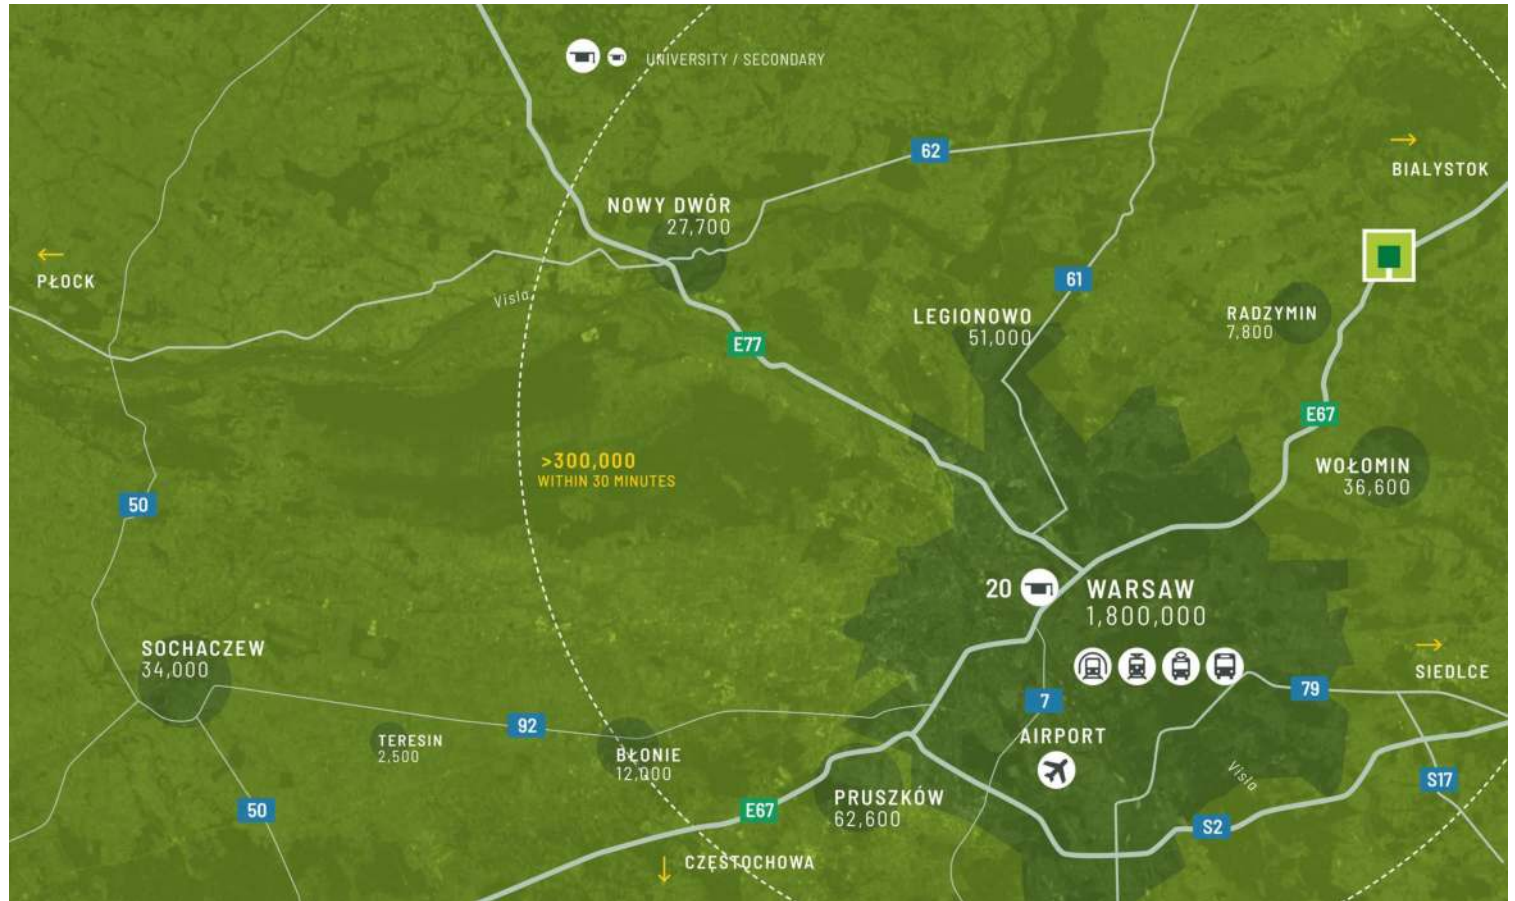 UNIVERSITY / SECONDARY
62
BIALYSTOK
NOWY DWÓR
27,700
PŁOCK
61
Visla
LEGIONOWO
51,000
RADZYMIN
7,800
E77
E67
>300,000
WITHIN 30 MINUTES
WOŁOMIN
36,600
50
20
WARSAW
1,800,000
SOCHACZEW
34,000
SIEDLCE
79
7
92
TERESIN
2,500
AIRPORT
BŁONIE
12,000
Visla
S17
PRUSZKÓW
62,600
50
E67
S2
CZĘSTOCHOWA